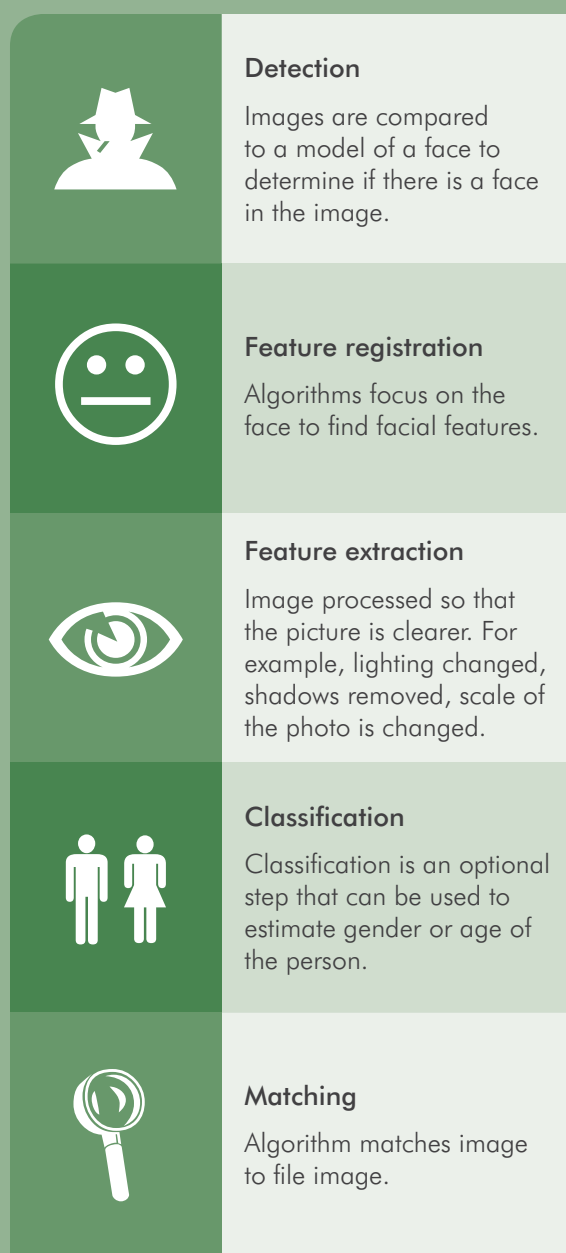 Detection
Images are compared
to a model of a face to
determine if there is a face
in the image.
Feature registration
Algorithms focus on the
face to find facial features.
Feature extraction
Image processed so that
the picture is clearer. For
example, lighting changed,
shadows removed, scale of
the photo is changed.
Classification
Classification is an optional
step that can be used to
estimate gender or age of
the person.
Matching
Algorithm matches image
to file image.